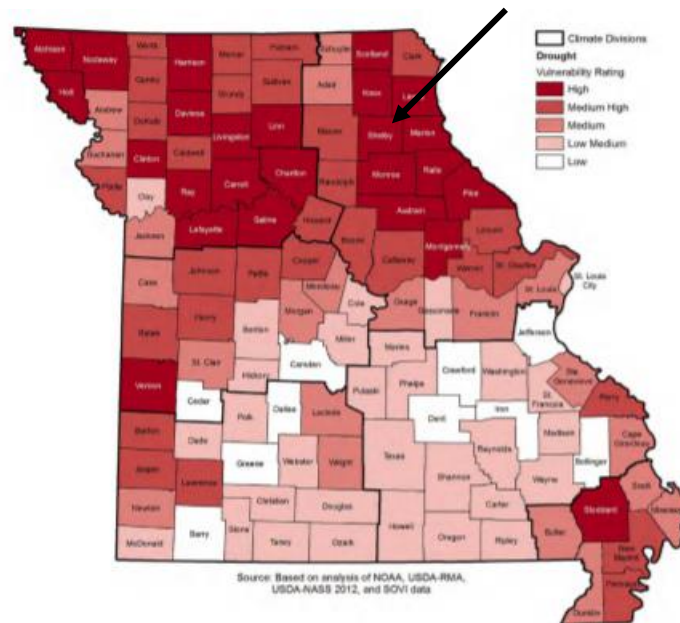 Climate Divisions
Drought
Vulnerability Rating
High
Medium High
Medium
Low Medium
Low
Atchison
Nodaway
Worth
Harrison
Mercer
Putnam
Schuyler
Scotland
Clark
Holt
Gentry
Sullivan
Adair
Knox
Lewis
Andrew
Daviess
Grundy
DeKalb
Livingston
Linn
Macon
Shelby
Marion
Buchanan
Clinton
Caldwell
Chariton
Randolph
Monroe
Ralls
Platte
Clay
Ray
Carroll
Pike
Audrain
Jackson
Lafayette
Saline
Howard
Boone
Callaway
Montgomery
Lincoln
Warren
St. Charles
St. Louis
St. Louis
City
Cass
Johnson
Pettis
Cooper
Moniteau
Cole
Osage
Gasconade
Franklin
Jefferson
Bates
Henry
Benton
Morgan
Miller
Maries
St. Clair
Hickory
Camden
Pulaski
Phelps
Crawford
Washington
Ste
Genevieve
St.
Francois
Perry
Vernon
Cedar
Polk
Dallas
Laclede
Dent
Iron
Madison
Cape
Girardeau
Barton
Dade
Greene
Webster
Wright
Texas
Reynolds
Wayne
Bollinger
Jasper
Lawrence
Shannon
Scott
Newton
Christian
Douglas
Carter
Stoddard
Mississippi
McDonald
Barry
Stone
Taney
Ozark
Howell
Oregon
Ripley
Butler
New
Madrid
Pemiscot
Dunklin
Source: Based on analysis of NOAA, USDA-RMA,
USDA-NASS 2012, and SOVI data